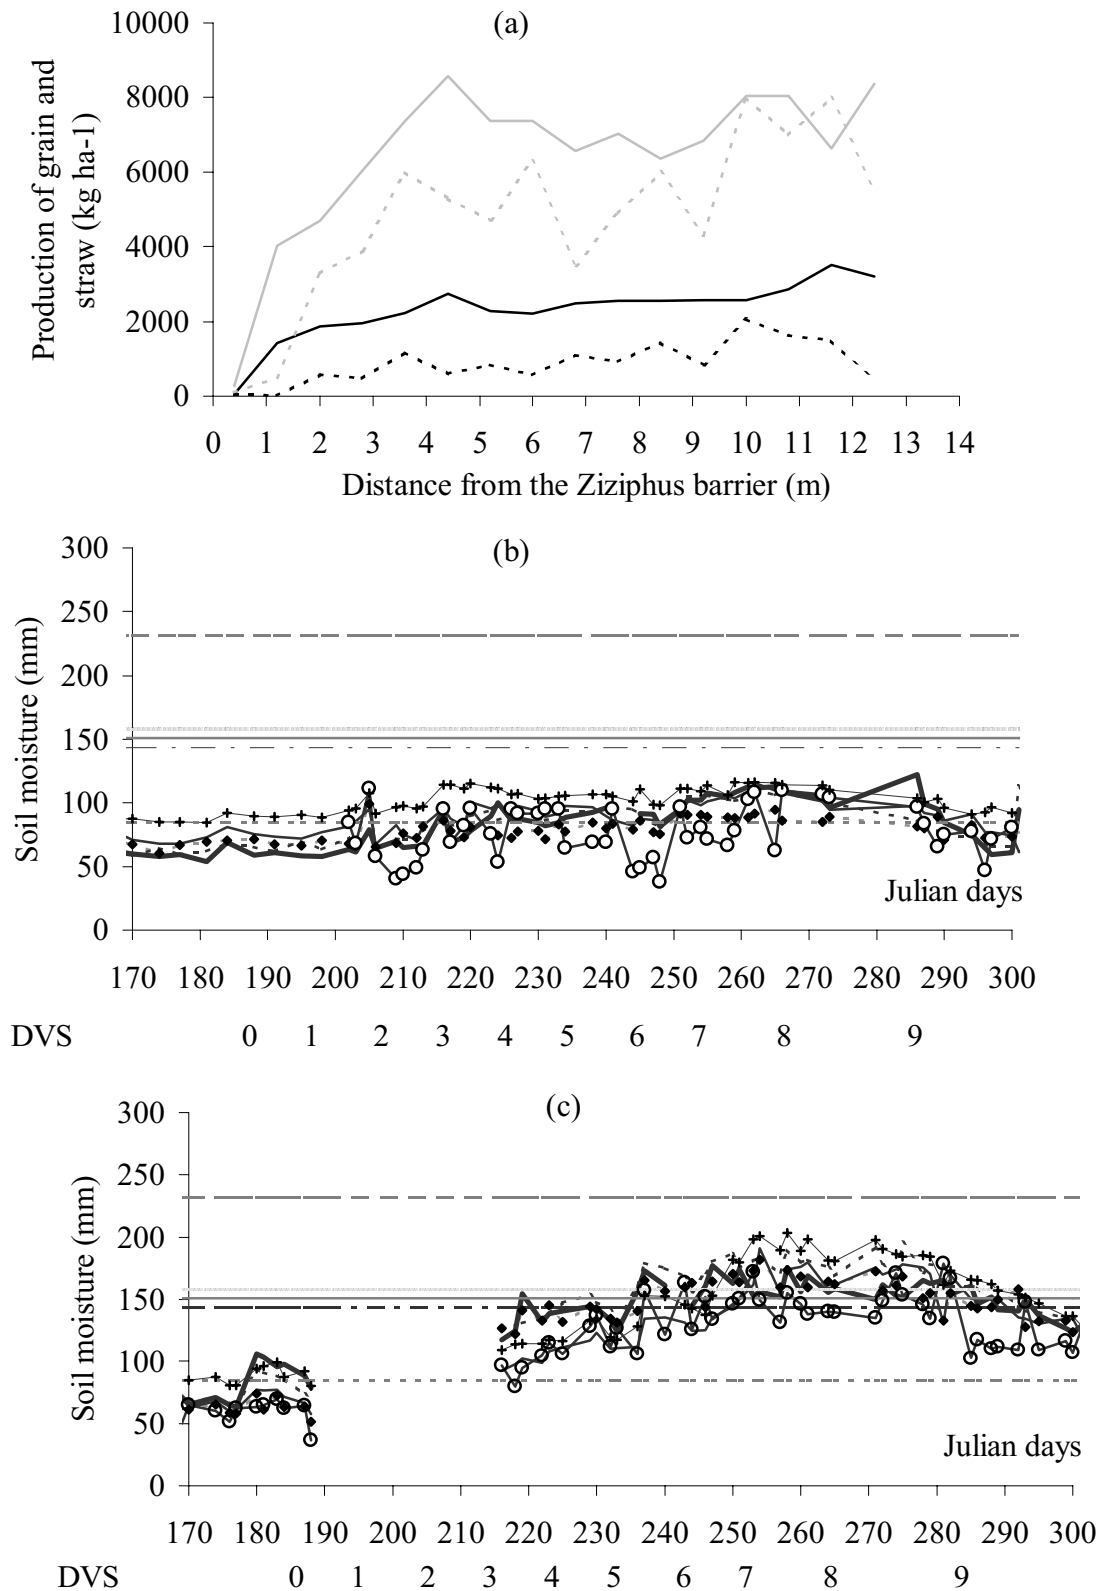 (a)
Production of grain and
straw (kg ha-1)
10000
8000
6000
4000
2000
0
0 1 2 3 4 5 6 7 8 9 10 11 12 13 14
Distance from the Ziziphus barrier (m)
(b)
Soil moisture (mm)
300
250
200
150
100
50
0
Julian days
170 180 190 200 210 220 230 240 250 260 270 280 290 300
DVS 0 1 2 3 4 5 6 7 8 9
(c)
Soil moisture (mm)
300
250
200
150
100
50
0
Julian days
170 180 190 200 210 220 230 240 250 260 270 280 290 300
DVS 0 1 2 3 4 5 6 7 8 9